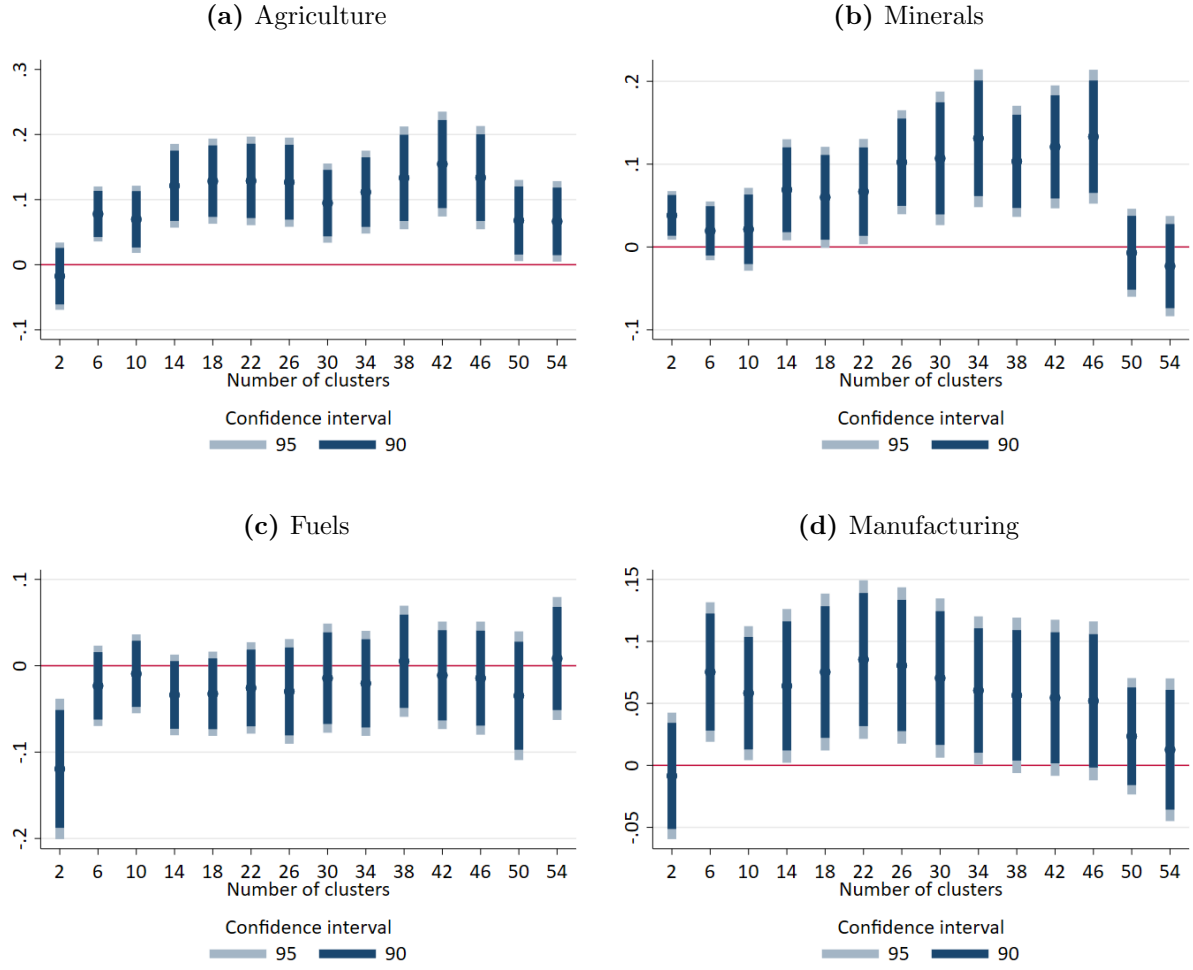 (a) Agriculture
.3
.2
.1
0
-.1
2 6 10 14 18 22 26 30 34 38 42 46 50 54
Number of clusters
Confidence interval
95 90
(b) Minerals
.2
.1
0
-.1
2 6 10 14 18 22 26 30 34 38 42 46 50 54
Number of clusters
Confidence interval
95 90
(c) Fuels
.1
0
-.1
-.2
2 6 10 14 18 22 26 30 34 38 42 46 50 54
Number of clusters
Confidence interval
95 90
(d) Manufacturing
.15
.1
.05
0
-.05
2 6 10 14 18 22 26 30 34 38 42 46 50 54
Number of clusters
Confidence interval
95 90